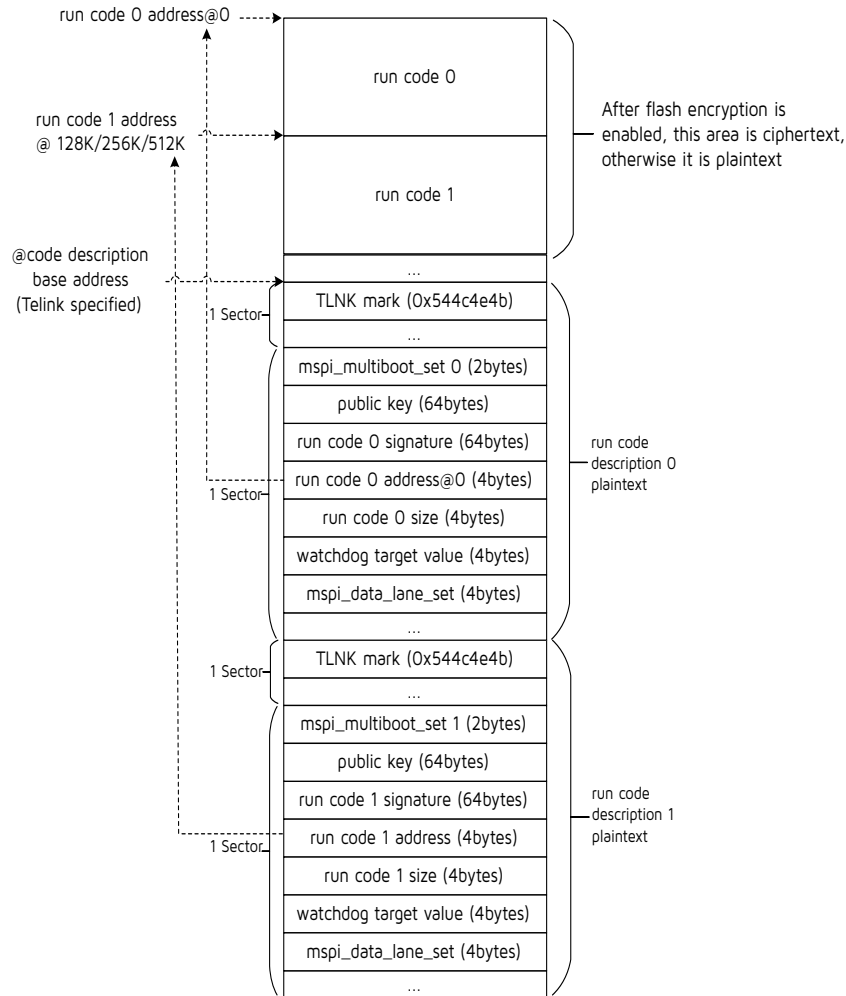 run code 0 address@0
run code 0
run code 1 address
@ 128K/256K/512K
After flash encryption is
enabled, this area is ciphertext,
otherwise it is plaintext
run code 1
@code description
base address
(Telink specified)
...
TLNK mark (0x544c4e4b)
1 Sector
...
mspi_multiboot_set 0 (2bytes)
public key (64bytes)
run code 0 signature (64bytes)
run code 0 address@0 (4bytes)
run code 0 size (4bytes)
watchdog target value (4bytes)
mspi_data_lane_set (4bytes)
...
1 Sector
run code
description 0
plaintext
TLNK mark (0x544c4e4b)
1 Sector
...
mspi_multiboot_set 1 (2bytes)
public key (64bytes)
run code 1 signature (64bytes)
run code 1 address (4bytes)
run code 1 size (4bytes)
watchdog target value (4bytes)
mspi_data_lane_set (4bytes)
...
1 Sector
run code
description 1
plaintext